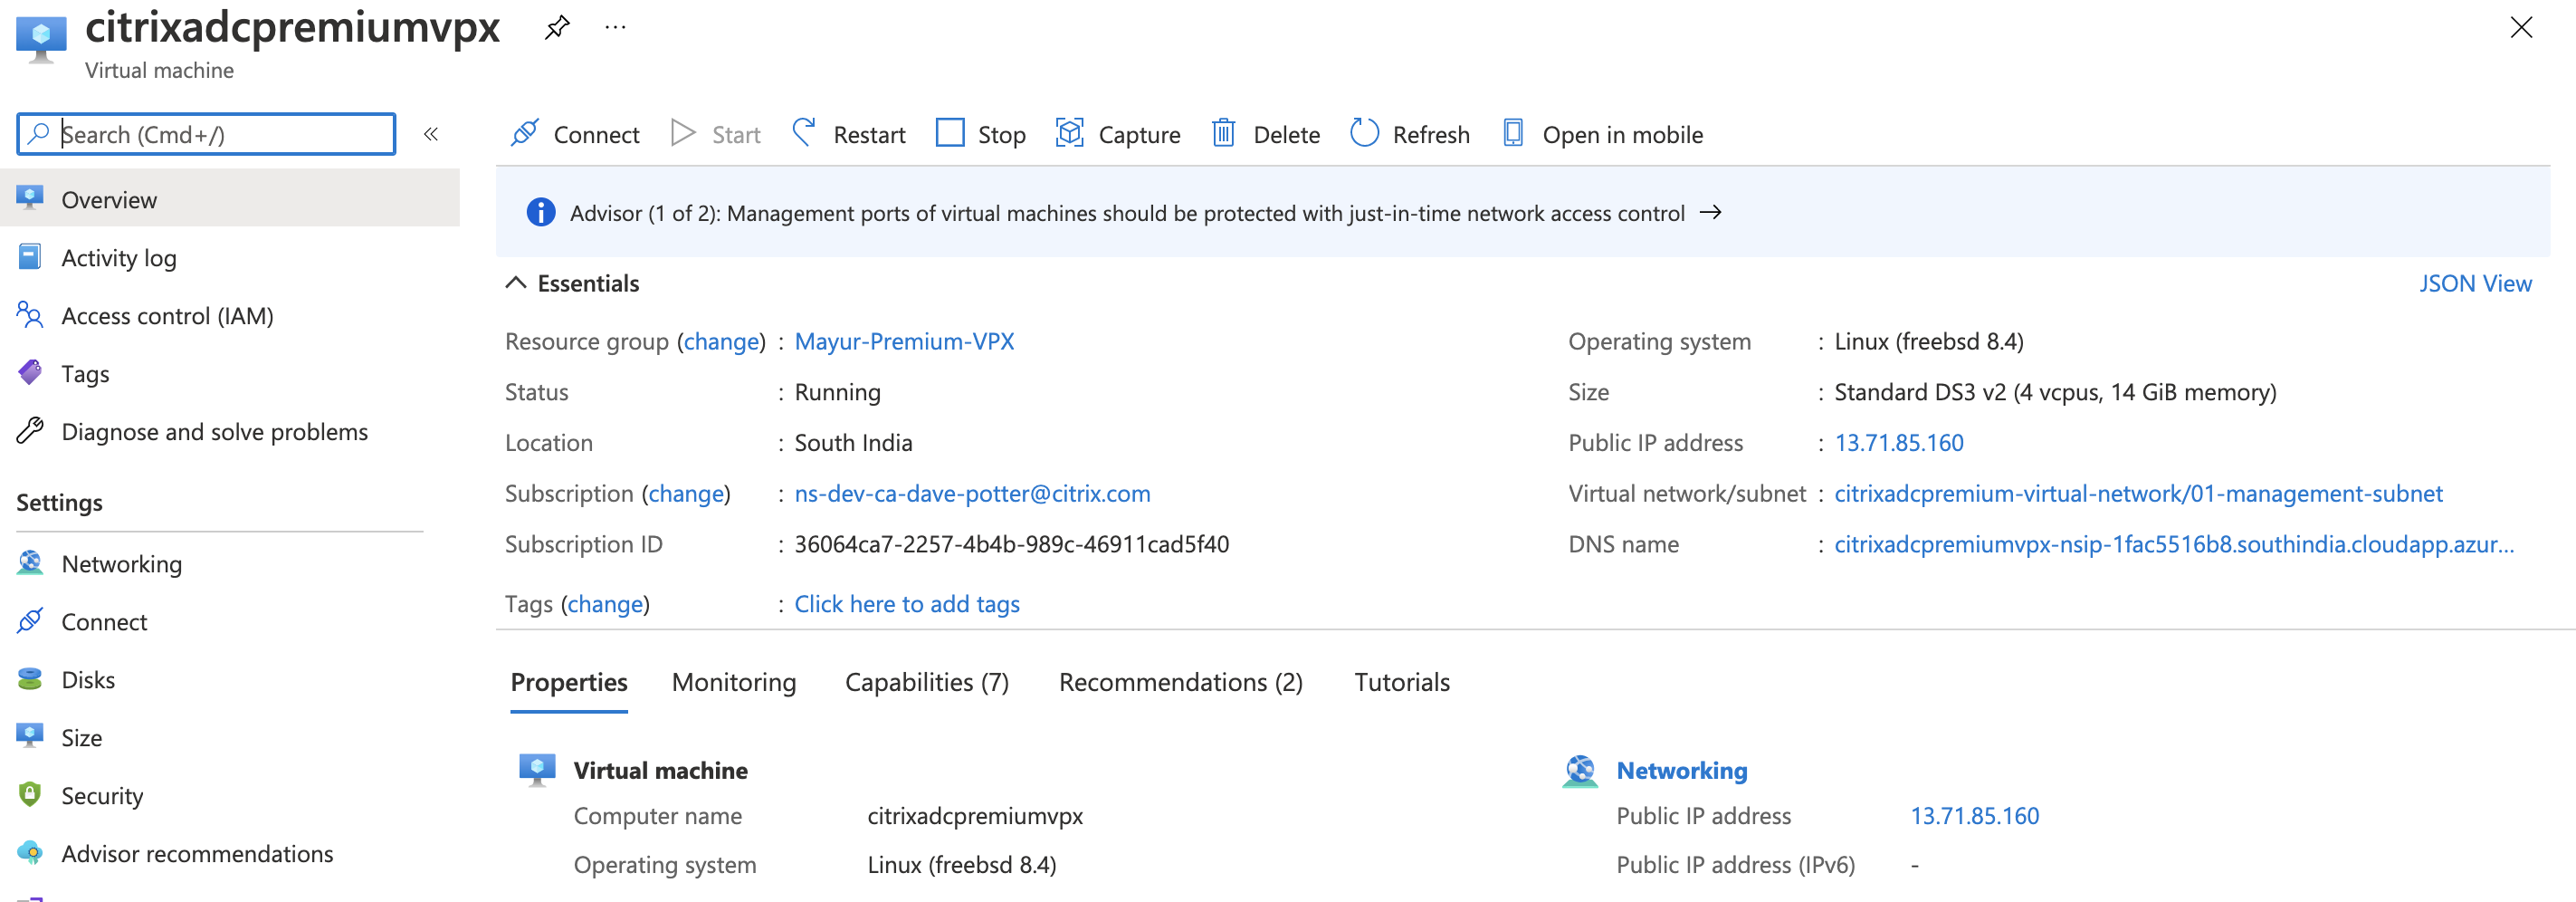 citrixadcpremiumvpx
Virtual machine
Search (Cmd+/)
Connect Start Restart Stop Capture Delete Refresh Open in mobile
Overview
Activity log
Access control (IAM)
Tags
Diagnose and solve problems
Settings
Networking
Connect
Disks
Size
Security
Advisor recommendations
Advisor (1 of 2): Management ports of virtual machines should be protected with just-in-time network access control →
Essentials
JSON View
Resource group (change) : Mayur-Premium-VPX
Status : Running
Location : South India
Subscription (change) : ns-dev-ca-dave-potter@citrix.com
Subscription ID : 36064ca7-2257-4b4b-989c-46911cad5f40
Tags (change) : Click here to add tags
Operating system : Linux (freebsd 8.4)
Size : Standard DS3 v2 (4 vcpus, 14 GiB memory)
Public IP address : 13.71.85.160
Virtual network/subnet : citrixadcpremium-virtual-network/01-management-subnet
DNS name : citrixadcpremiumvpx-nsip-1fac5516b8.southindia.cloudapp.azur...
Properties Monitoring Capabilities (7) Recommendations (2) Tutorials
Virtual machine
Computer name citrixadcpremiumvpx
Operating system Linux (freebsd 8.4)
Networking
Public IP address 13.71.85.160
Public IP address (IPv6) -